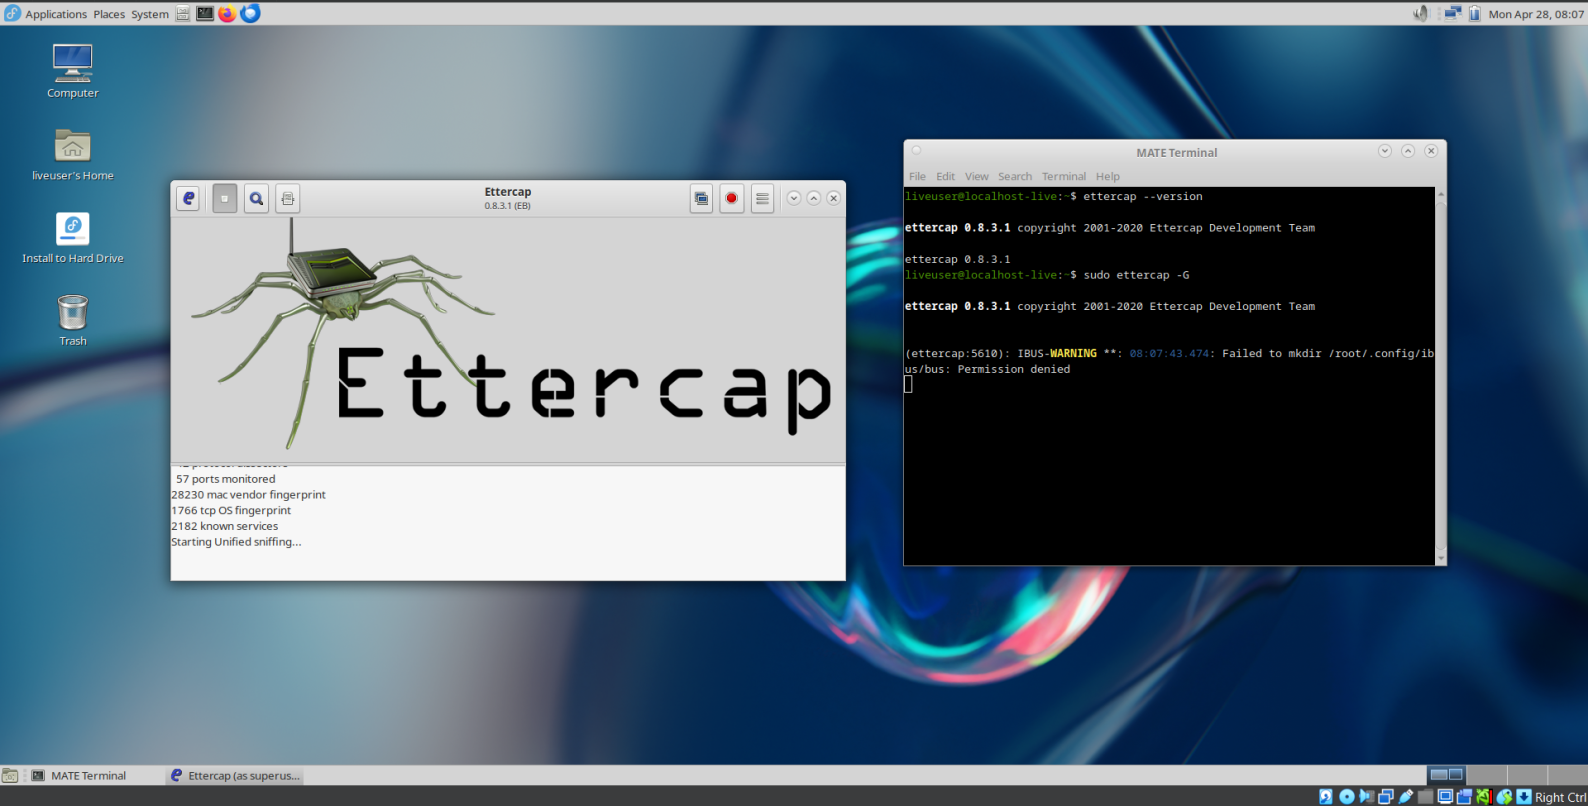 Applications Places System
Mon Apr 28, 08:07
Computer
liveuser's Home
Install to Hard Drive
Trash
Ettercap
0.8.3.1 (EB)
Ettercap
57 ports monitored
28230 mac vendor fingerprint
1766 tcp OS fingerprint
2182 known services
Starting Unified sniffing...
MATE Terminal
File Edit View Search Terminal Help
liveuser@localhost-live:~$ ettercap --version
ettercap 0.8.3.1 copyright 2001-2020 Ettercap Development Team
ettercap 0.8.3.1
liveuser@localhost-live:~$ sudo ettercap -G
ettercap 0.8.3.1 copyright 2001-2020 Ettercap Development Team
(ettercap:5610): IBUS-WARNING **: 08:07:43.474: Failed to mkdir /root/.config/ib
us/bus: Permission denied
MATE Terminal
Ettercap (as superus...
Right Ctrl